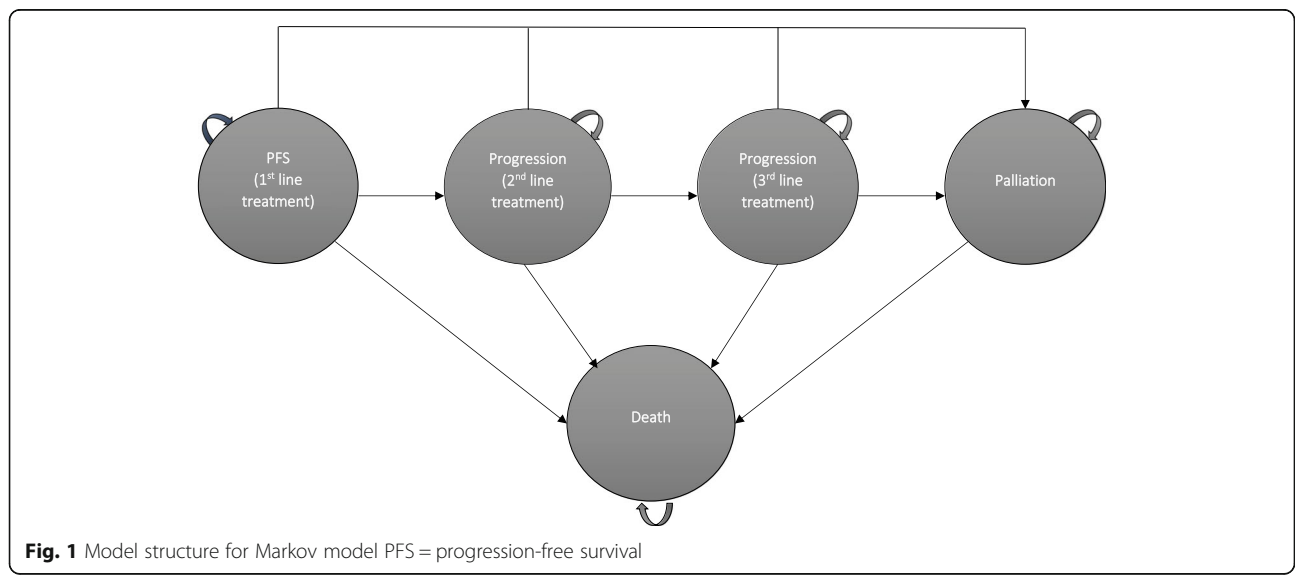 PFS
(1st line
treatment)
Progression
(2nd line
treatment)
Progression
(3rd line
treatment)
Palliation
Death
Fig. 1 Model structure for Markov model PFS = progression-free survival